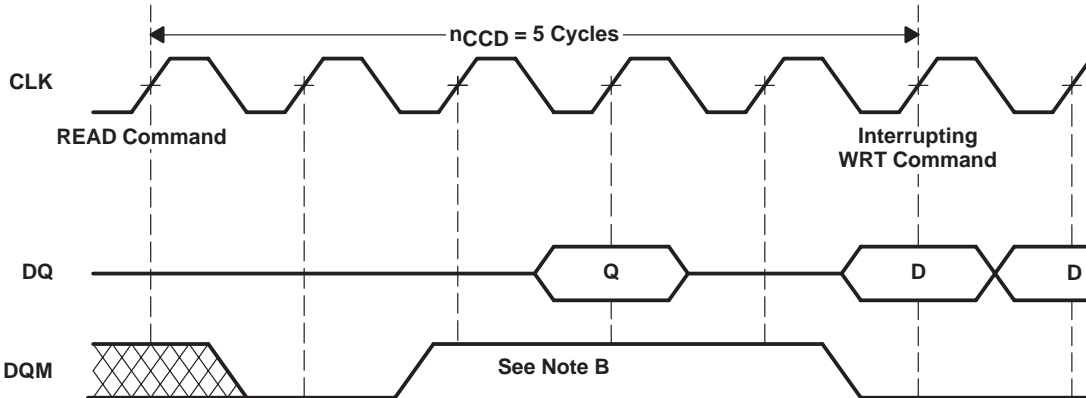 nCCD = 5 Cycles
CLK
READ Command
Interrupting
WRT Command
DQ
Q
D
D
DQM
See Note B